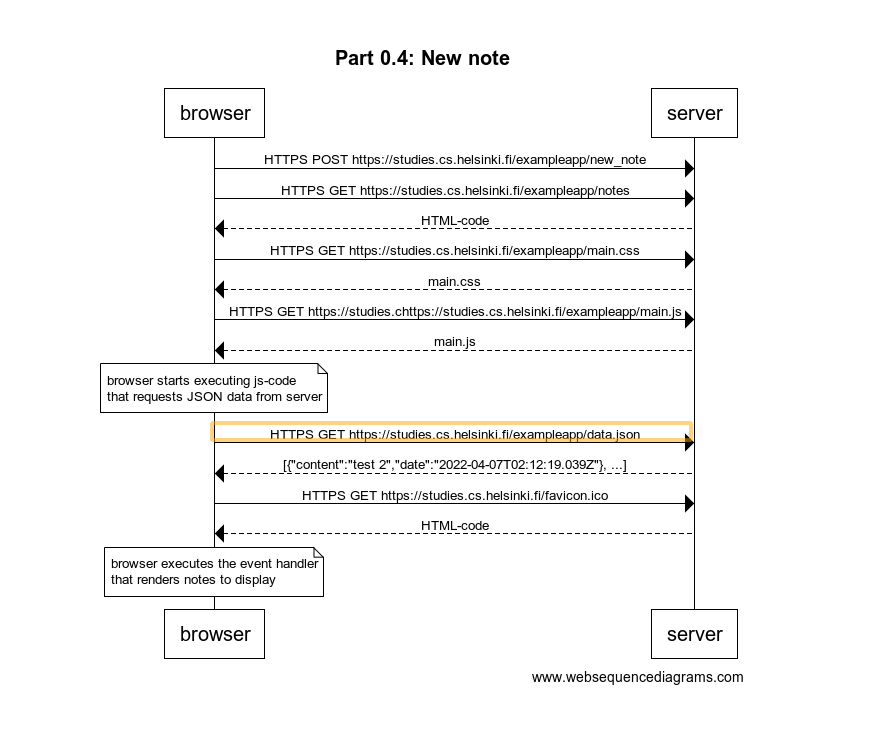 Part 0.4: New note
browser
server
HTTPS POST https://studies.cs.helsinki.fi/exampleapp/new_note
HTTPS GET https://studies.cs.helsinki.fi/exampleapp/notes
HTML-code
HTTPS GET https://studies.cs.helsinki.fi/exampleapp/main.css
main.css
HTTPS GET https://studies.chttps://studies.cs.helsinki.fi/exampleapp/main.js
main.js
browser starts executing js-code
that requests JSON data from server
HTTPS GET https://studies.cs.helsinki.fi/exampleapp/data.json
[{"content":"test 2","date":"2022-04-07T02:12:19.039Z"}, ...]
HTTPS GET https://studies.cs.helsinki.fi/favicon.ico
HTML-code
browser executes the event handler
that renders notes to display
browser
server
www.websequencediagrams.com